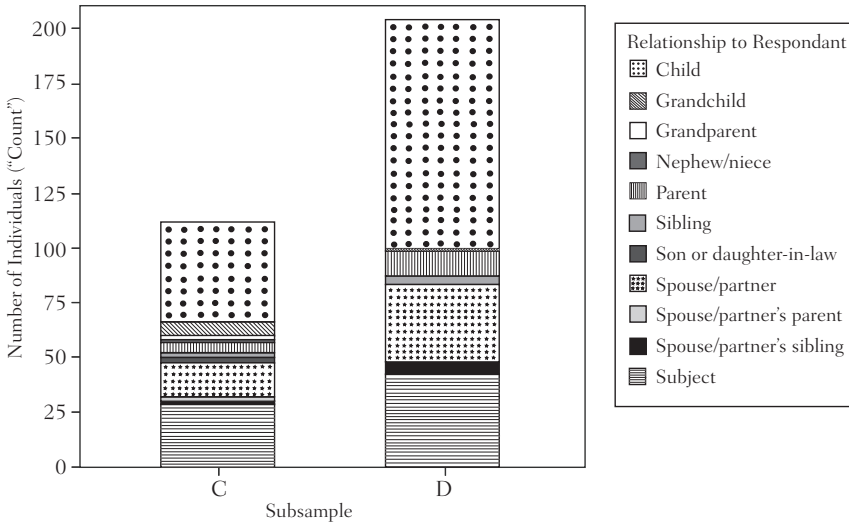 200
175
150
125
100
75
50
25
0
Number of Individuals (“Count”)
C
D
Subsample
Relationship to Respondant
Child
Grandchild
Grandparent
Nephew/niece
Parent
Sibling
Son or daughter-in-law
Spouse/partner
Spouse/partner’s parent
Spouse/partner’s sibling
Subject